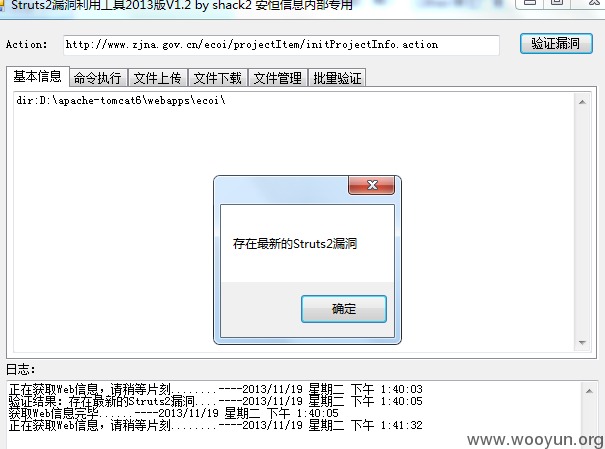 Struts2漏洞利用工具2013版V1.2 by shack2 安恒信息内部专用
Action: http://www.zjna.gov.cn/ecoi/projectItem/initProjectInfo.action 验证漏洞
基本信息 命令执行 文件上传 文件下载 文件管理 批量验证
dir:D:\apache-tomcat6\webapps\ecoi\
存在最新的Struts2漏洞
确定
日志:
正在获取Web信息,请稍等片刻........----2013/11/19 星期二 下午 1:40:03
验证结果: 存在最新的Struts2漏洞....----2013/11/19 星期二 下午 1:40:05
获取Web信息完毕......----2013/11/19 星期二 下午 1:40:05
正在获取Web信息,请稍等片刻........----2013/11/19 星期二 下午 1:41:32
www.wooyun.org